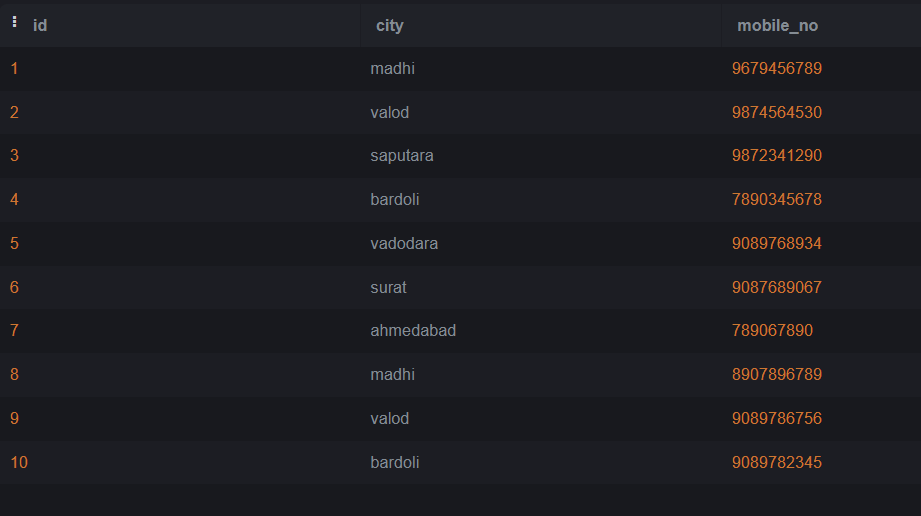 id city mobile_no
1 madhi 9679456789
2 valod 9874564530
3 saputara 9872341290
4 bardoli 7890345678
5 vadodara 9089768934
6 surat 9087689067
7 ahmedabad 789067890
8 madhi 8907896789
9 valod 9089786756
10 bardoli 9089782345